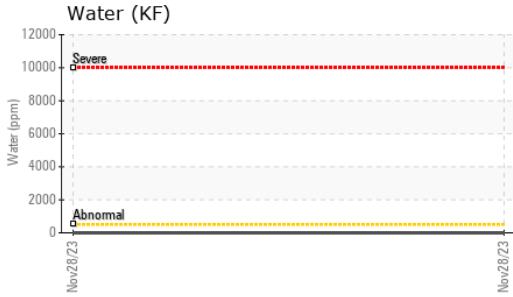 Water (KF)
12000
Severe
10000
8000
Water (ppm)
6000
4000
2000
Abnormal
0
Nov28/23
Nov28/23